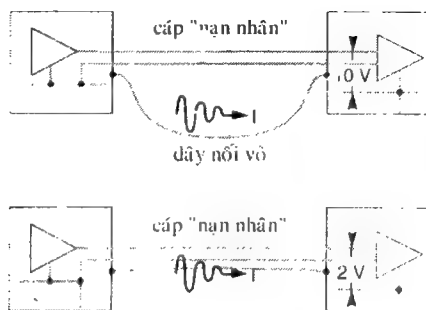 cáp "nạn nhân"
0 V
I
dây nối vỏ
cáp "nạn nhân"
2 V
I